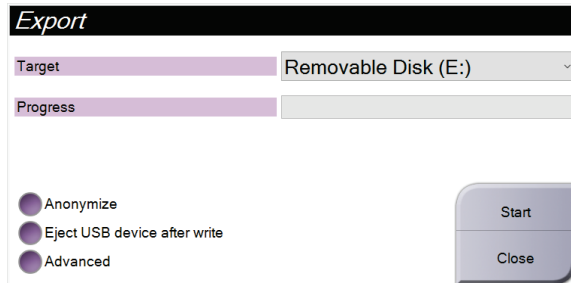 Export
Target
Removable Disk (E:)
Progress
Anonymize
Eject USB device after write
Advanced
Start
Close